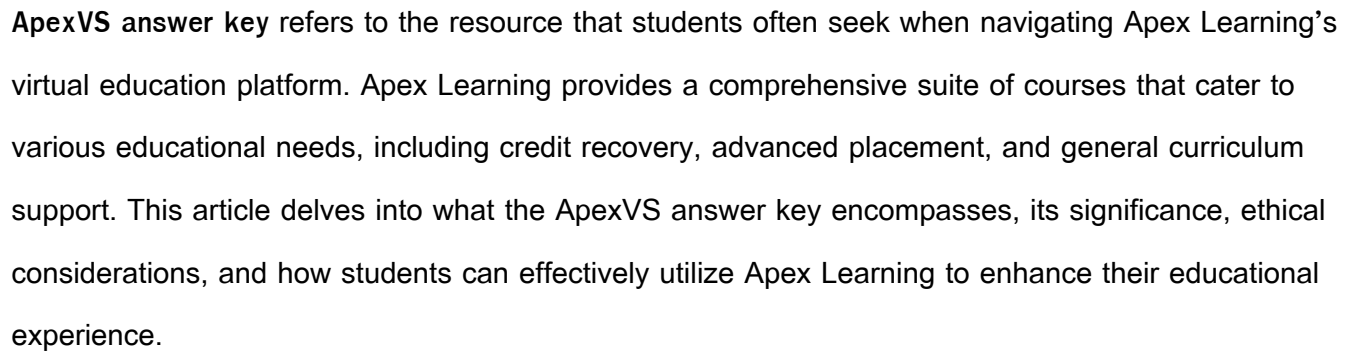 ApexVS answer key refers to the resource that students often seek when navigating Apex Learning's
virtual education platform. Apex Learning provides a comprehensive suite of courses that cater to
various educational needs, including credit recovery, advanced placement, and general curriculum
support. This article delves into what the ApexVS answer key encompasses, its significance, ethical
considerations, and how students can effectively utilize Apex Learning to enhance their educational
experience.